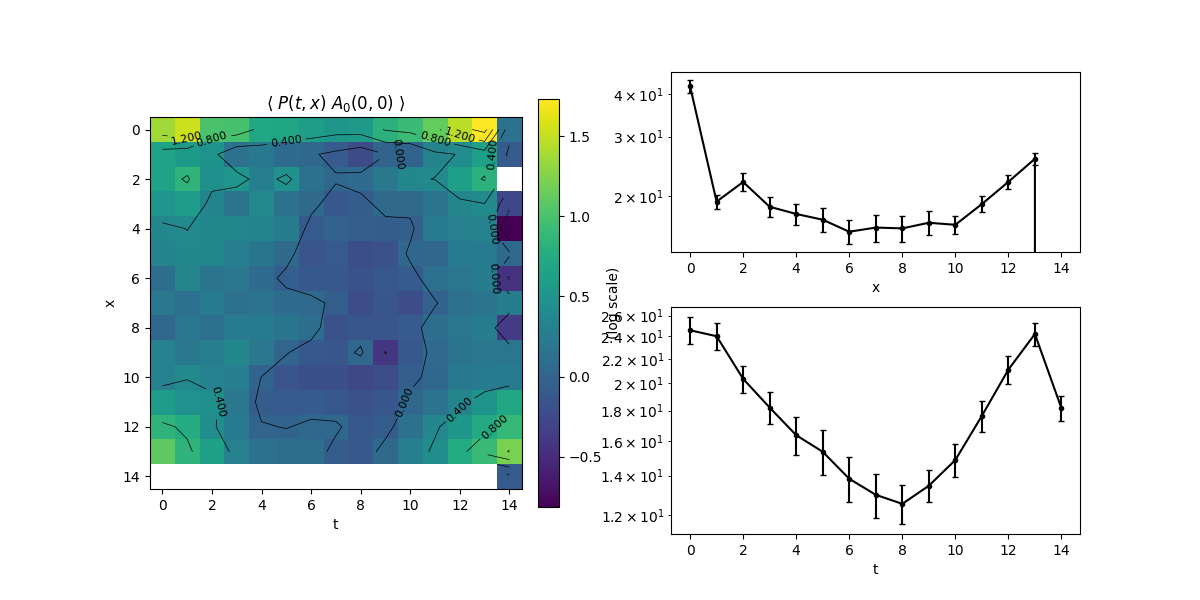 ⟨ P(t, x) A₀(0, 0) ⟩
0
2
4
6
8
10
12
14
x
0 2 4 6 8 10 12 14
t
1.200 0.800 0.400 0.000 0.800 1.200 0.400
0.000
0.000
0.400 0.000 0.400 0.800
1.5
1.0
0.5
0.0
−0.5
4 × 10¹
3 × 10¹
2 × 10¹
0 2 4 6 8 10 12 14
x
(log scale)
2.6 × 10¹
2.4 × 10¹
2.2 × 10¹
2 × 10¹
1.8 × 10¹
1.6 × 10¹
1.4 × 10¹
1.2 × 10¹
0 2 4 6 8 10 12 14
t